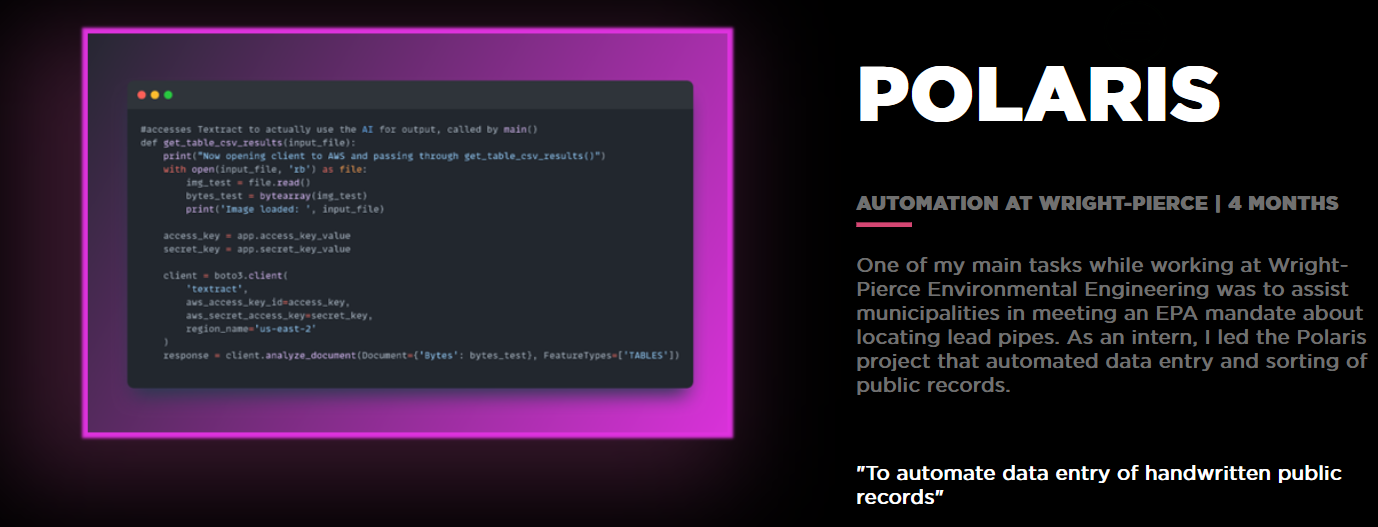 #accesses Textract to actually use the AI for output, called by main()
def get_table_csv_results(input_file):
    print("Now opening client to AWS and passing through get_table_csv_results()")
    with open(input_file, 'rb') as file:
        img_test = file.read()
        bytes_test = bytearray(img_test)
        print('Image loaded: ', input_file)
    access_key = app.access_key_value
    secret_key = app.secret_key_value
    client = boto3.client(
        'textract',
        aws_access_key_id=access_key,
        aws_secret_access_key=secret_key,
        region_name='us-east-2'
    )
    response = client.analyze_document(Document={'Bytes': bytes_test}, FeatureTypes=['TABLES'])
POLARIS
AUTOMATION AT WRIGHT-PIERCE | 4 MONTHS
One of my main tasks while working at Wright-
Pierce Environmental Engineering was to assist
municipalities in meeting an EPA mandate about
locating lead pipes. As an intern, I led the Polaris
project that automated data entry and sorting of
public records.
"To automate data entry of handwritten public
records"